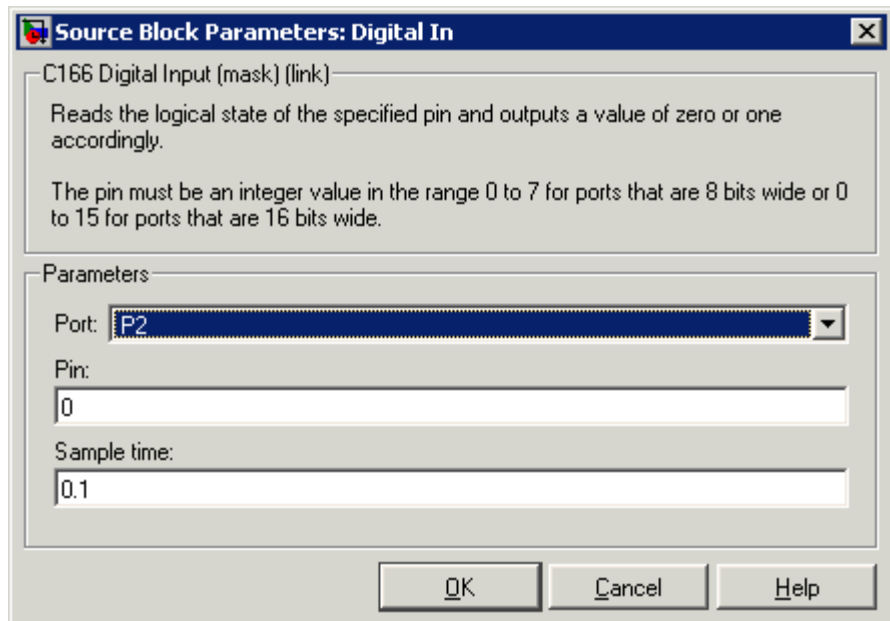 Source Block Parameters: Digital In
C166 Digital Input (mask) (link)
Reads the logical state of the specified pin and outputs a value of zero or one
accordingly.
The pin must be an integer value in the range 0 to 7 for ports that are 8 bits wide or 0
to 15 for ports that are 16 bits wide.
Parameters
Port: P2
Pin:
0
Sample time:
0.1
OK Cancel Help